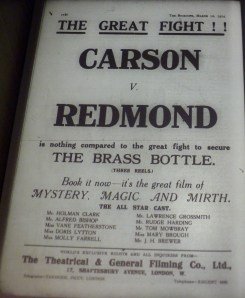 THE GREAT FIGHT!!
CARSON
V.
REDMOND
is nothing compared to the great fight to secure
THE BRASS BOTTLE.
(THREE REELS)
Book it now—it's the great film of
MYSTERY, MAGIC AND MIRTH.
THE ALL STAR CAST.
Mr. HOLMAN CLARK
Mr. ALFRED BISHOP
Miss VANE FEATHERSTONE
Miss DORIS LYTTON
Miss MOLLY FARRELL
Mr. LAWRENCE GROSSMITH
Mr. RUDGE HARDING
Mr. TOM MOWBRAY
Miss MARY BROUGH
Mr. J. H. BREWER
The Theatrical & General Filming Co., Ltd.,
SHAFTESBURY AVENUE, LONDON, W.